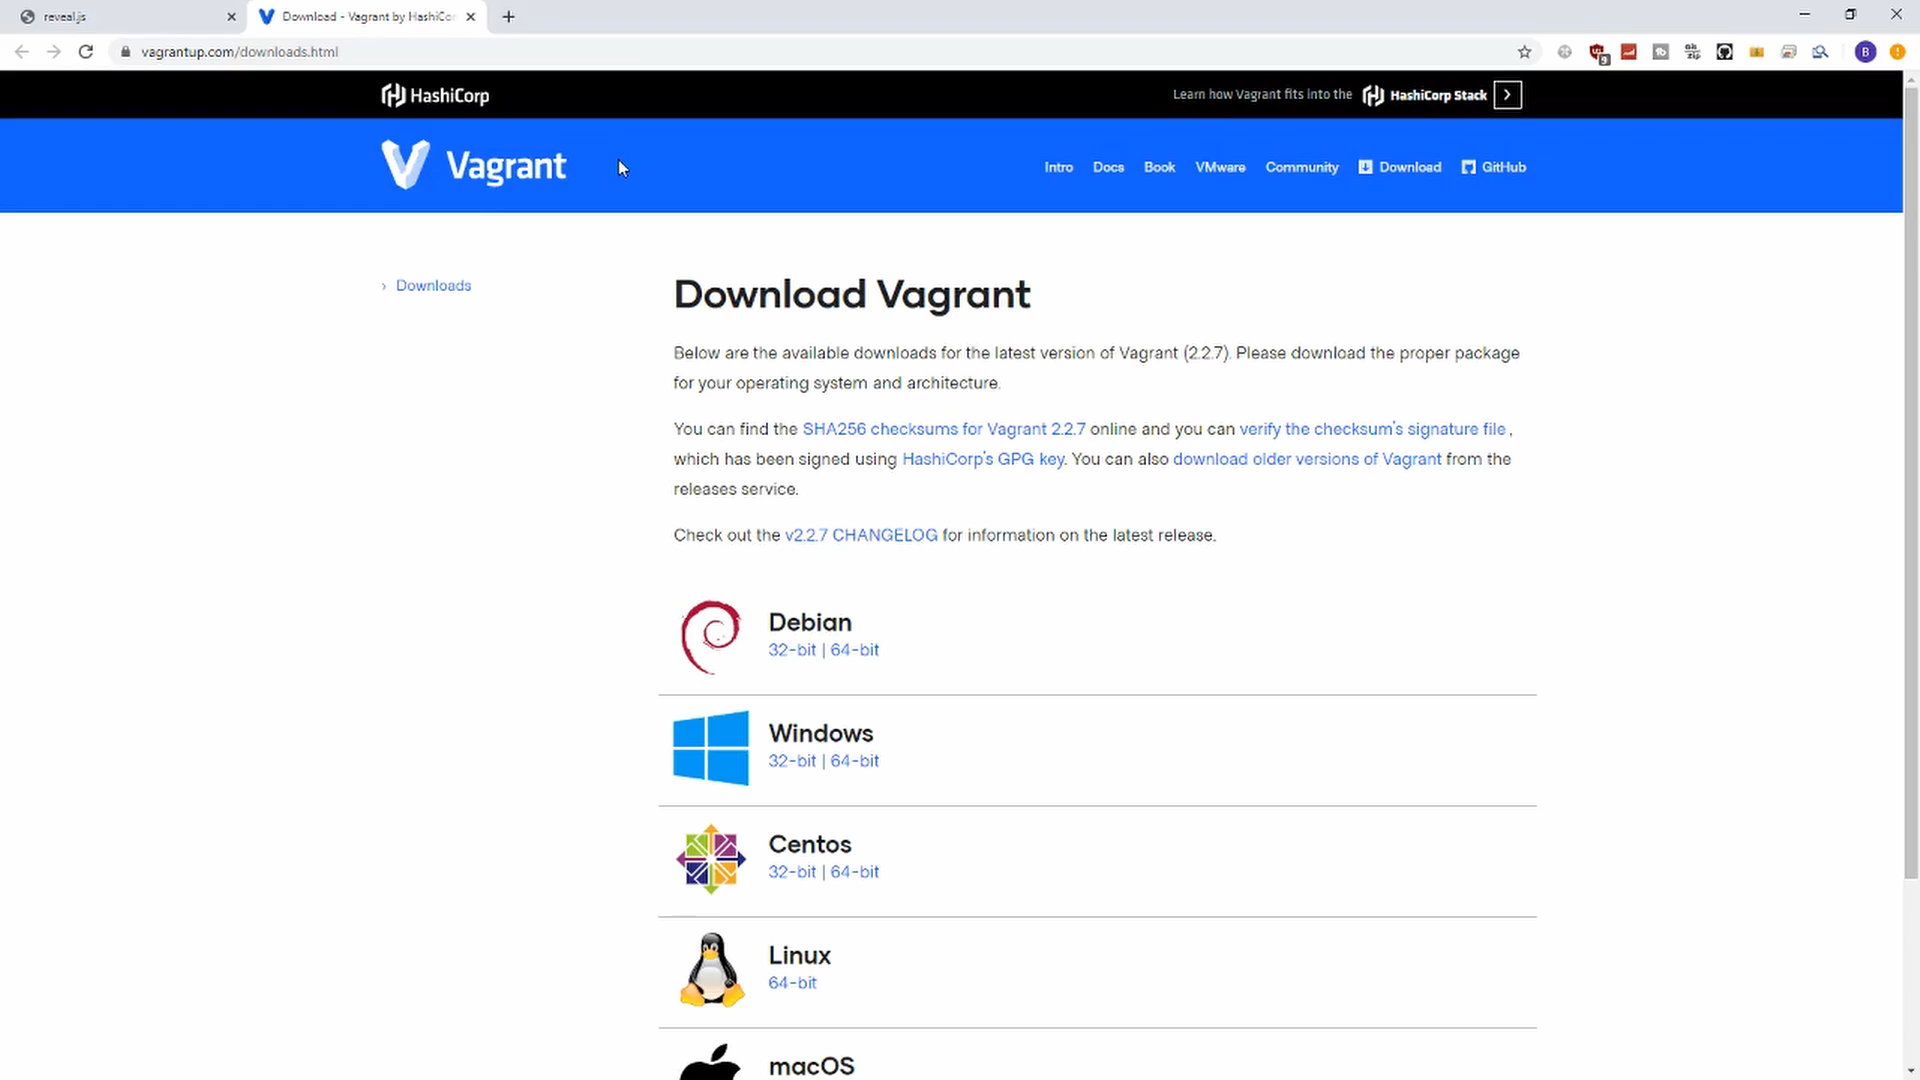 reveal.js
Download - Vagrant by HashiCor
vagrantup.com/downloads.html
9
B
HashiCorp
Learn how Vagrant fits into the HashiCorp Stack
Vagrant
Intro Docs Book VMware Community Download GitHub
› Downloads
Download Vagrant
Below are the available downloads for the latest version of Vagrant (2.2.7). Please download the proper package
for your operating system and architecture.
You can find the SHA256 checksums for Vagrant 2.2.7 online and you can verify the checksum's signature file ,
which has been signed using HashiCorp's GPG key. You can also download older versions of Vagrant from the
releases service.
Check out the v2.2.7 CHANGELOG for information on the latest release.
Debian
32-bit | 64-bit
Windows
32-bit | 64-bit
Centos
32-bit | 64-bit
Linux
64-bit
macOS